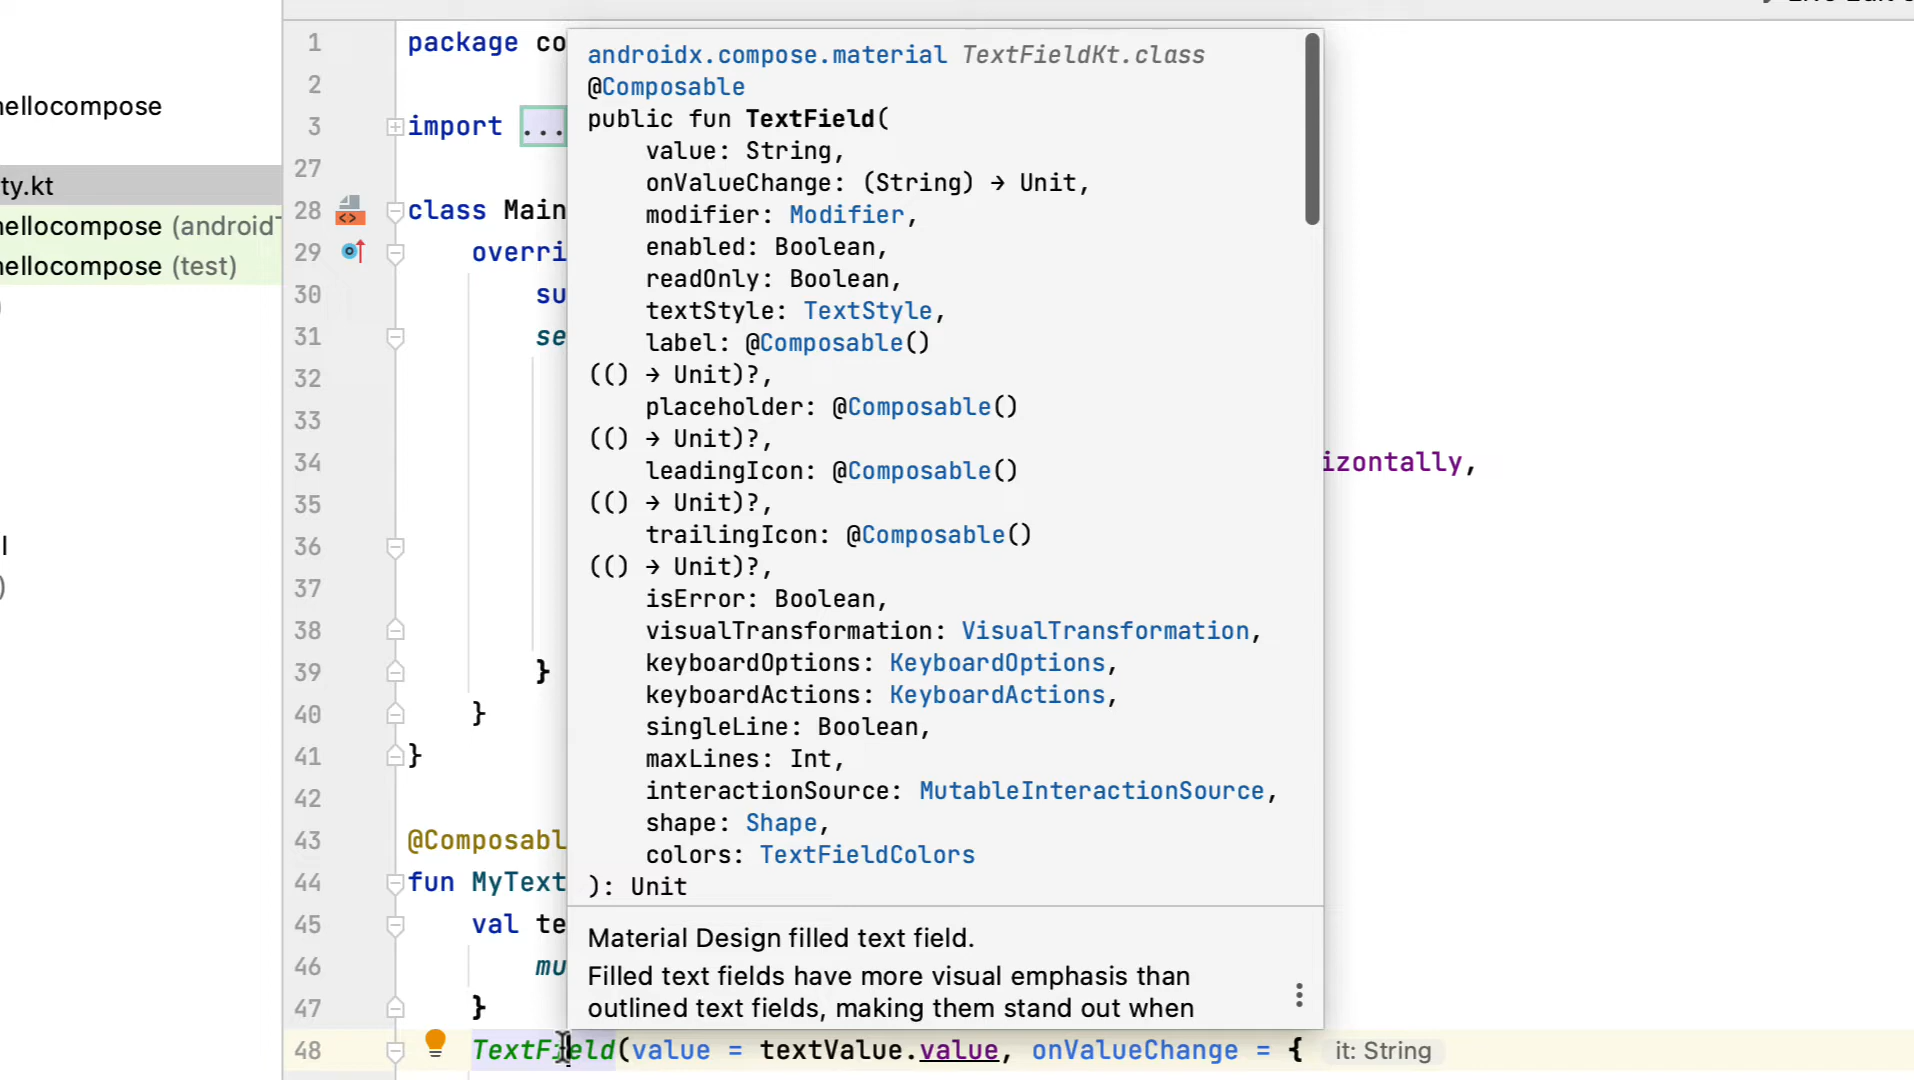 ellocompose
ty.kt
ellocompose (android
ellocompose (test)
1 package co
2
3 import ...
27
28 class Main
29 overri
30 su
31 se
32
33
34 izontally,
35
36
37
38
39 }
40 }
41 }
42
43 @Composabl
44 fun MyText
45 val te
46 mu
47 }
48 TextField(value = textValue.value, onValueChange = { it: String
androidx.compose.material TextFieldKt.class
@Composable
public fun TextField(
value: String,
onValueChange: (String) → Unit,
modifier: Modifier,
enabled: Boolean,
readOnly: Boolean,
textStyle: TextStyle,
label: @Composable()
(() → Unit)?,
placeholder: @Composable()
(() → Unit)?,
leadingIcon: @Composable()
(() → Unit)?,
trailingIcon: @Composable()
(() → Unit)?,
isError: Boolean,
visualTransformation: VisualTransformation,
keyboardOptions: KeyboardOptions,
keyboardActions: KeyboardActions,
singleLine: Boolean,
maxLines: Int,
interactionSource: MutableInteractionSource,
shape: Shape,
colors: TextFieldColors
): Unit
Material Design filled text field.
Filled text fields have more visual emphasis than
outlined text fields, making them stand out when